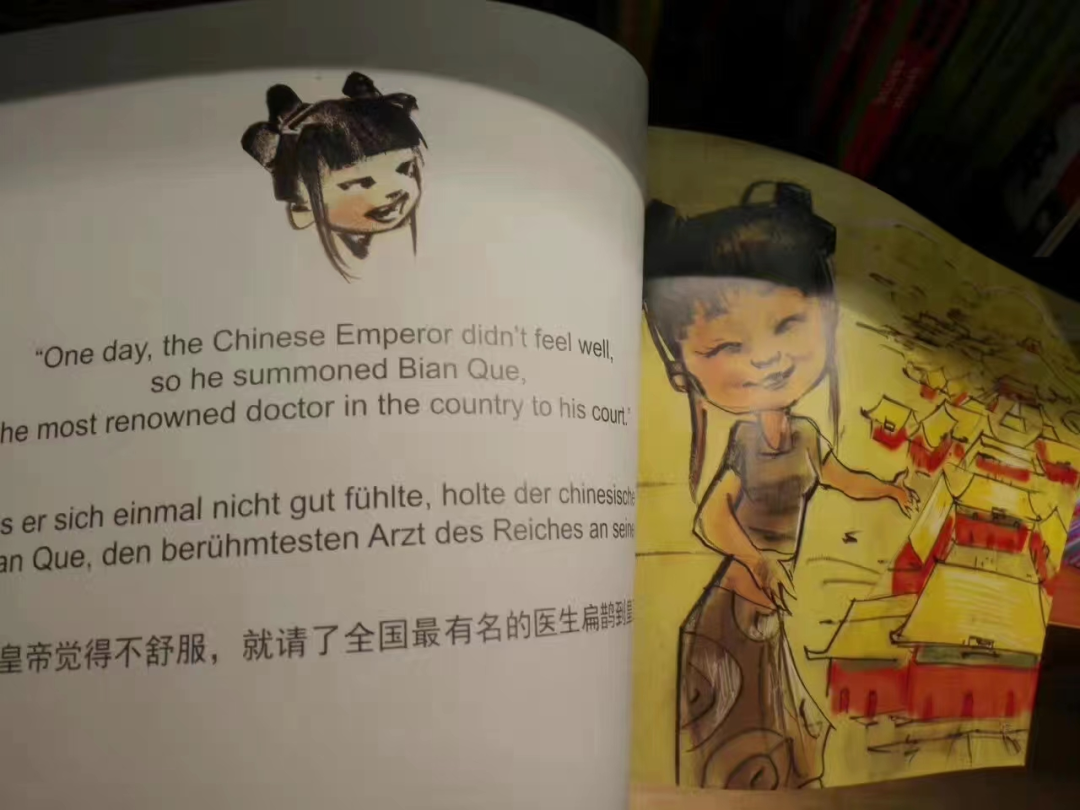 “One day, the Chinese Emperor didn't feel well,
so he summoned Bian Que,
he most renowned doctor in the country to his court.”
s er sich einmal nicht gut fühlte, holte der chinesische
an Que, den berühmtesten Arzt des Reiches an seine
皇帝觉得不舒服，就请了全国最有名的医生扁鹊到